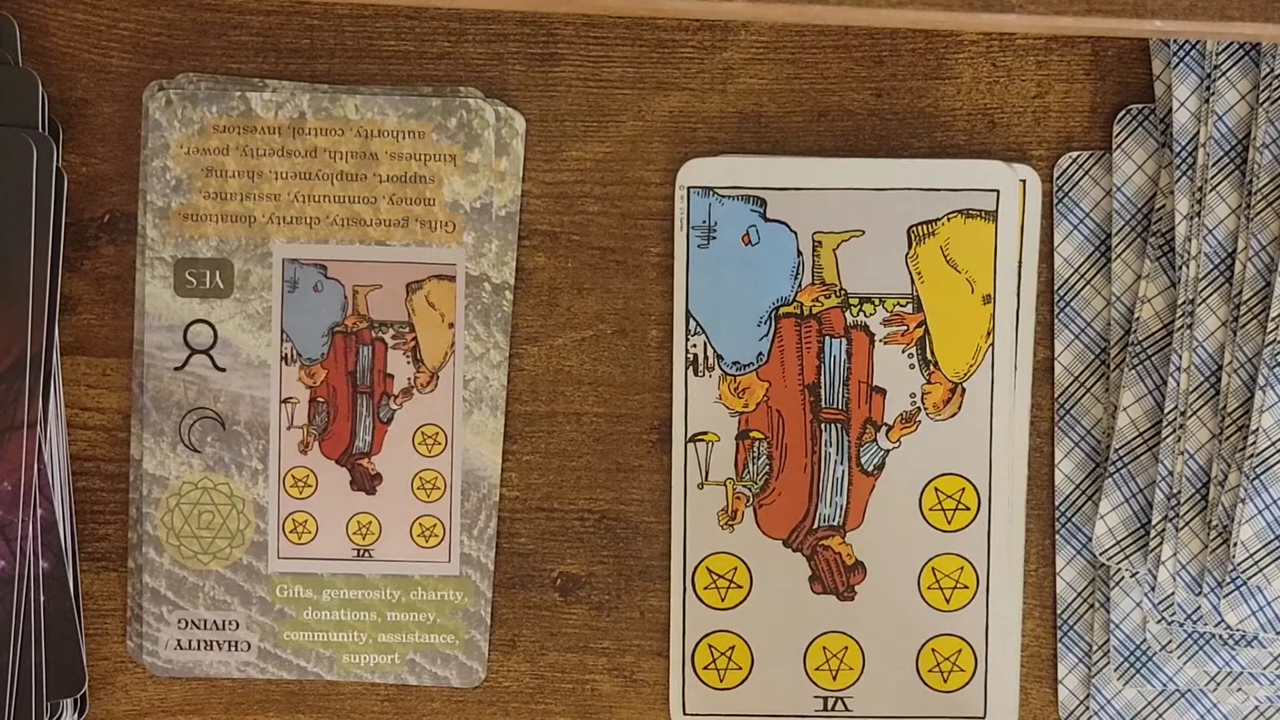 Gifts, generosity, charity, donations,
money, community, assistance,
support, employment, sharing,
kindness, wealth, prosperity, power,
authority, control, investors
YES
CHARITY /
GIVING
VI
Gifts, generosity, charity,
donations, money,
community, assistance,
support
VI